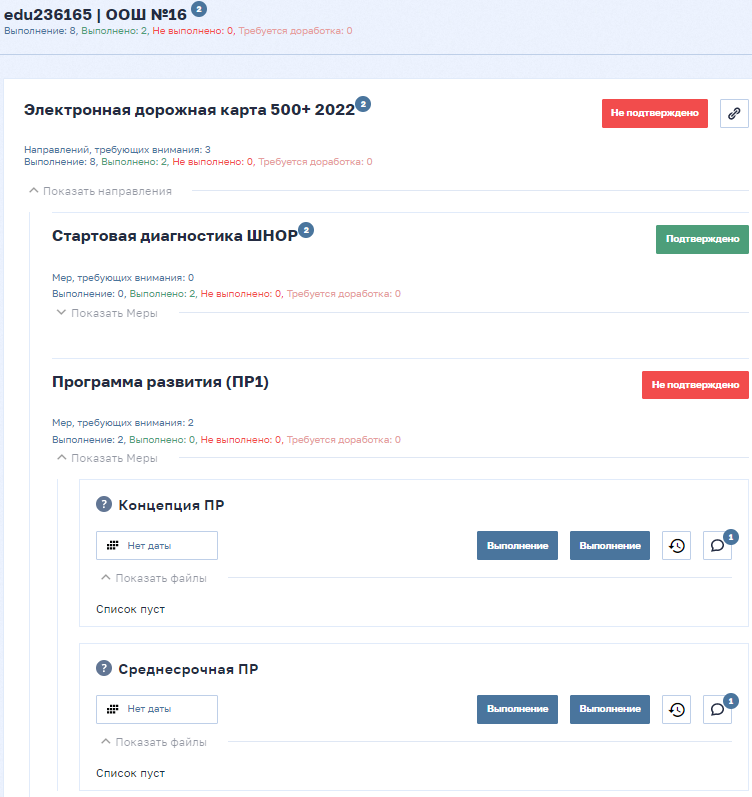 edu236165 | ООШ №16 2
Выполнение: 8, Выполнено: 2, Не выполнено: 0, Требуется доработка: 0
Электронная дорожная карта 500+ 2022 2
Не подтверждено
Направлений, требующих внимания: 3
Выполнение: 8, Выполнено: 2, Не выполнено: 0, Требуется доработка: 0
Показать направления
Стартовая диагностика ШНОР 2
Подтверждено
Мер, требующих внимания: 0
Выполнение: 0, Выполнено: 2, Не выполнено: 0, Требуется доработка: 0
Показать Меры
Программа развития (ПР1)
Не подтверждено
Мер, требующих внимания: 2
Выполнение: 2, Выполнено: 0, Не выполнено: 0, Требуется доработка: 0
Показать Меры
? Концепция ПР
Нет даты Выполнение Выполнение 1
Показать файлы
Список пуст
? Среднесрочная ПР
Нет даты Выполнение Выполнение 1
Показать файлы
Список пуст